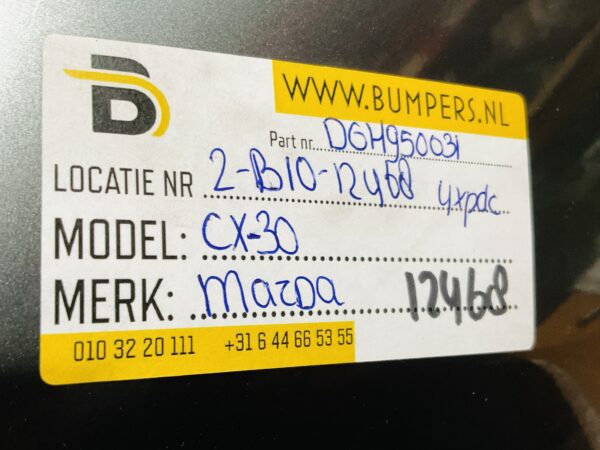 B
WWW.BUMPERS.NL
Part nr. DGH950031
LOCATIE NR 2-B10-12468 4xpdc
MODEL: CX-30
MERK: mazda 12468
010 32 20 111 +31 6 44 66 53 55